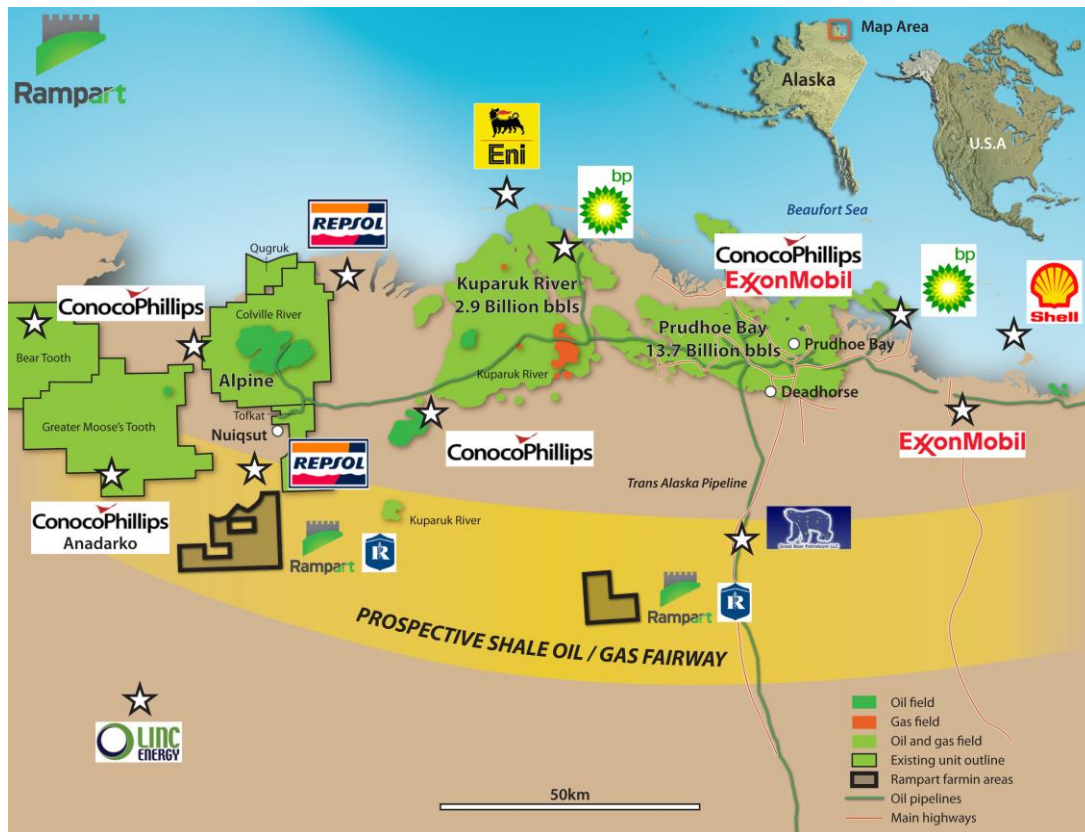 Rampart
Map Area
Alaska
U.S.A
Eni
bp
Beaufort Sea
REPSOL
Qugruk
ConocoPhillips
ExxonMobil
bp
Shell
ConocoPhillips
Colville River
Kuparuk River
2.9 Billion bbls
Prudhoe Bay
13.7 Billion bbls
Prudhoe Bay
Bear Tooth
Alpine
Kuparuk River
Deadhorse
Tofkat
Greater Moose's Tooth
Nuiqsut
REPSOL
ConocoPhillips
ExxonMobil
Trans Alaska Pipeline
ConocoPhillips
Anadarko
Kuparuk River
Rampart
R
Great Bear Petroleum LLC
Rampart
R
PROSPECTIVE SHALE OIL / GAS FAIRWAY
LINC
ENERGY
Oil field
Gas field
Oil and gas field
Existing unit outline
Rampart farmin areas
Oil pipelines
Main highways
50km